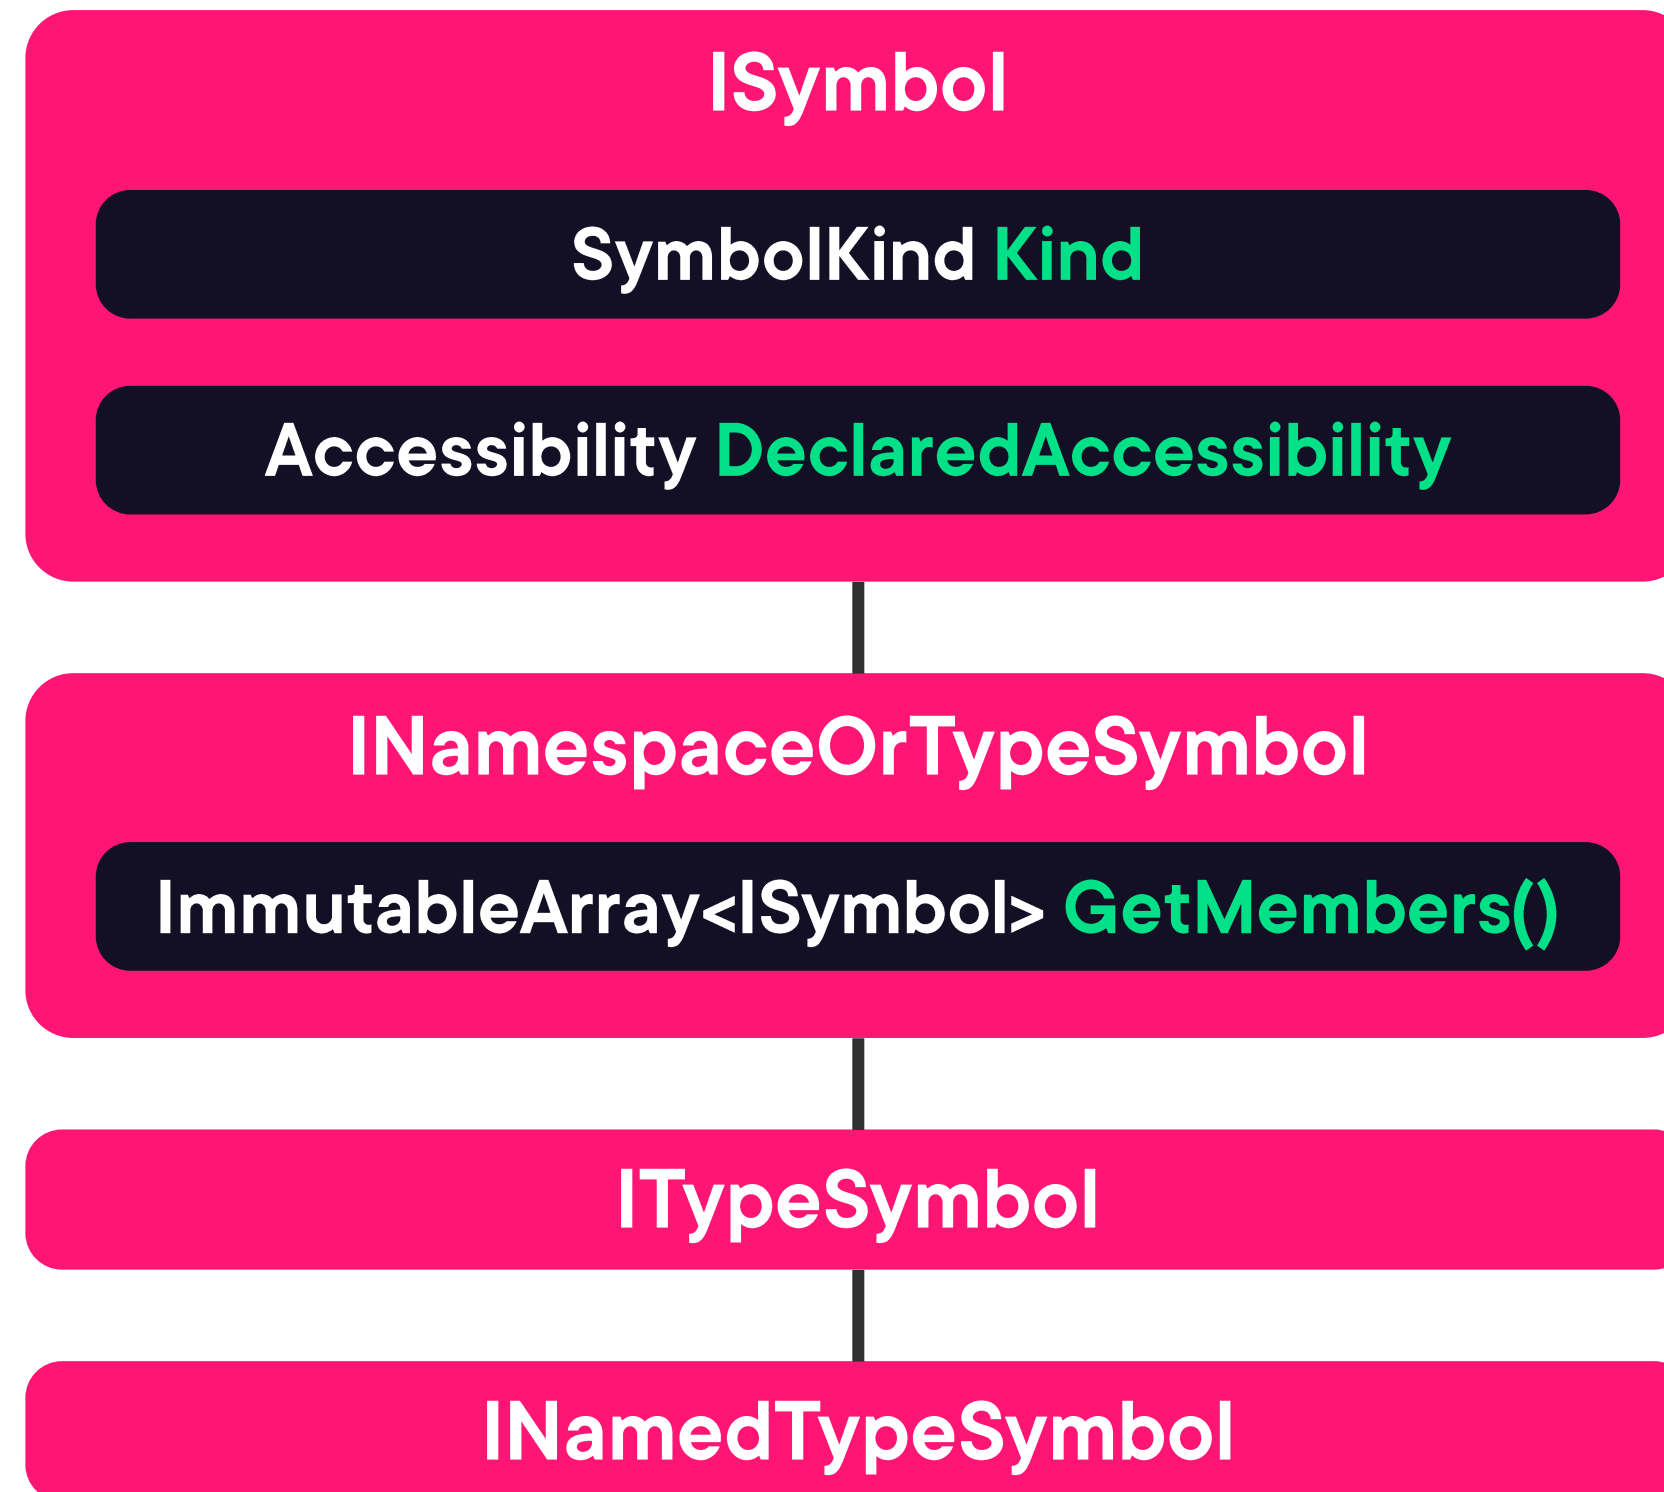 ISymbol
SymbolKind Kind
Accessibility DeclaredAccessibility
INamespaceOrTypeSymbol
ImmutableArray<ISymbol> GetMembers()
ITypeSymbol
INamedTypeSymbol